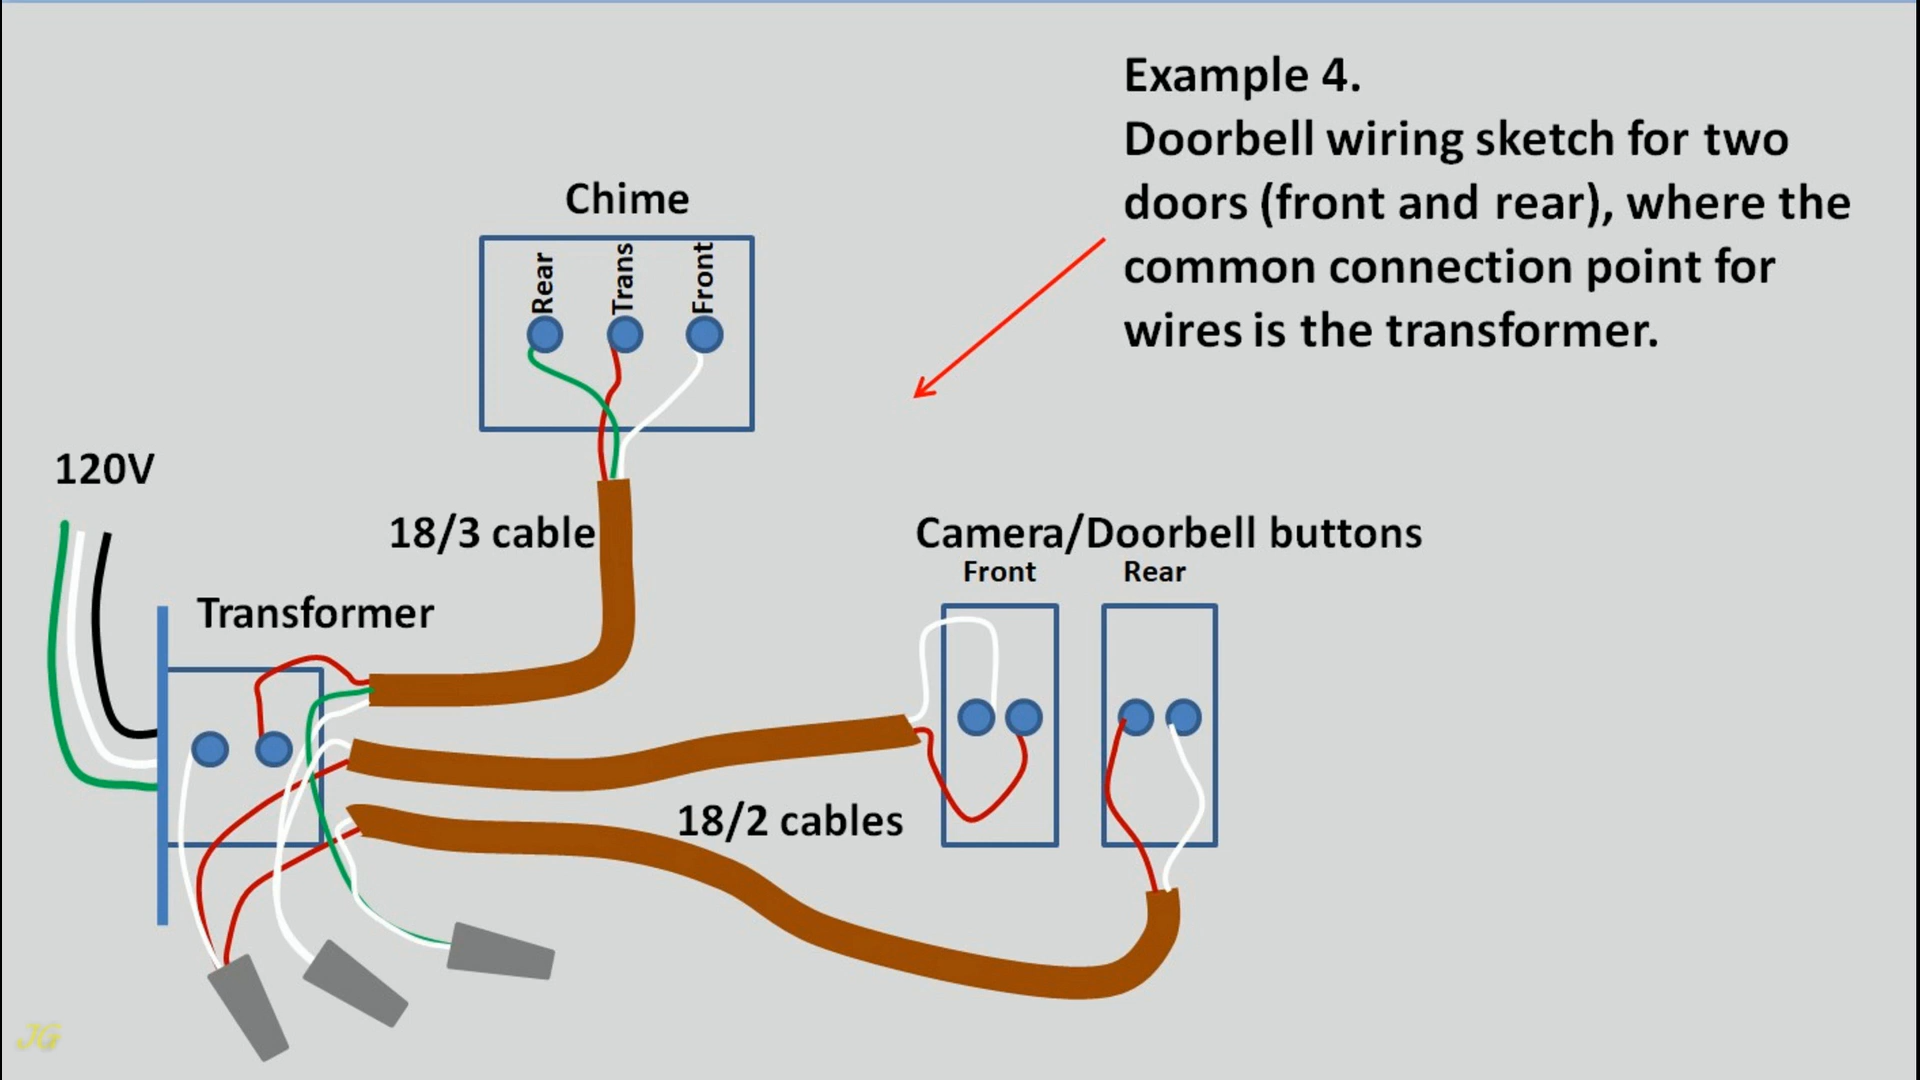 Example 4.
Doorbell wiring sketch for two
doors (front and rear), where the
common connection point for
wires is the transformer.
Chime
Rear
Trans
Front
120V
18/3 cable
Camera/Doorbell buttons
Front
Rear
Transformer
18/2 cables
JG